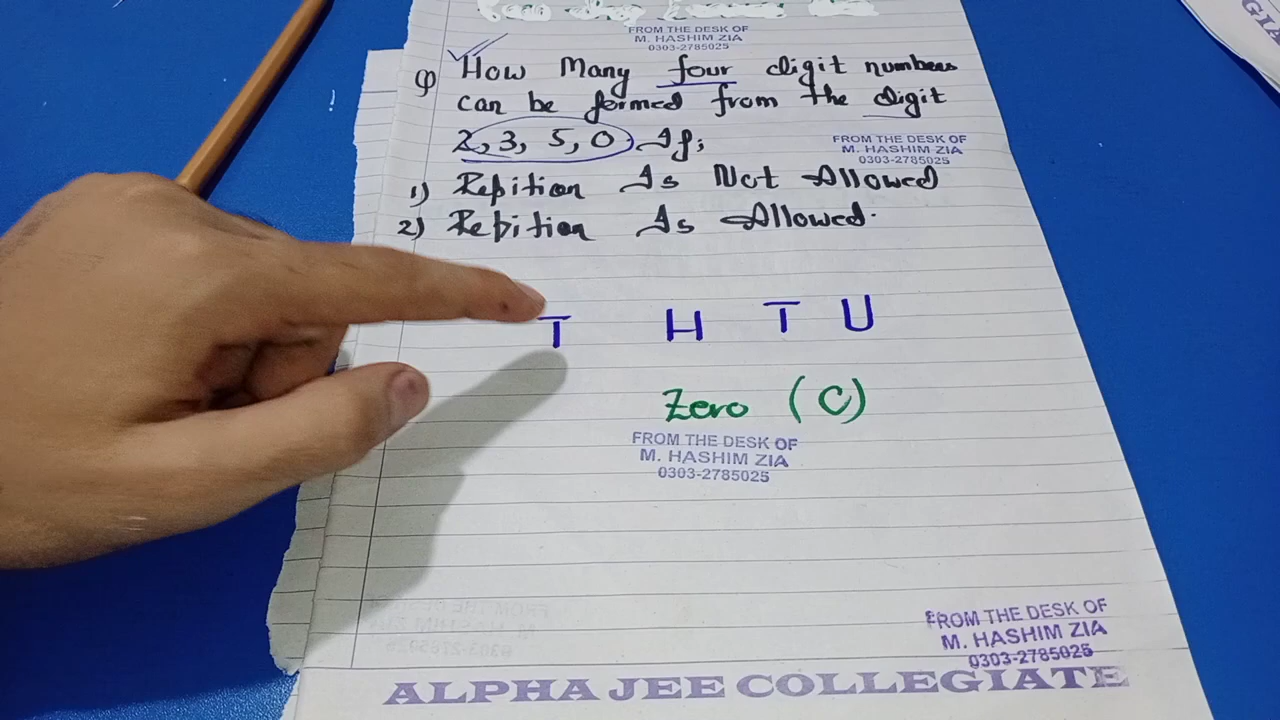 FROM THE DESK OF
M. HASHIM ZIA
0303-2785025
Q How Many four digit numbers
can be formed from the digit
2, 3, 5, 0 If;
FROM THE DESK OF
M. HASHIM ZIA
0303-2785025
1) Repition Is Not Allowed
2) Repition Is Allowed.
T H T U
Zero (C)
FROM THE DESK OF
M. HASHIM ZIA
0303-2785025
FROM THE DESK OF
M. HASHIM ZIA
0303-2785025
ALPHA JEE COLLEGIATE